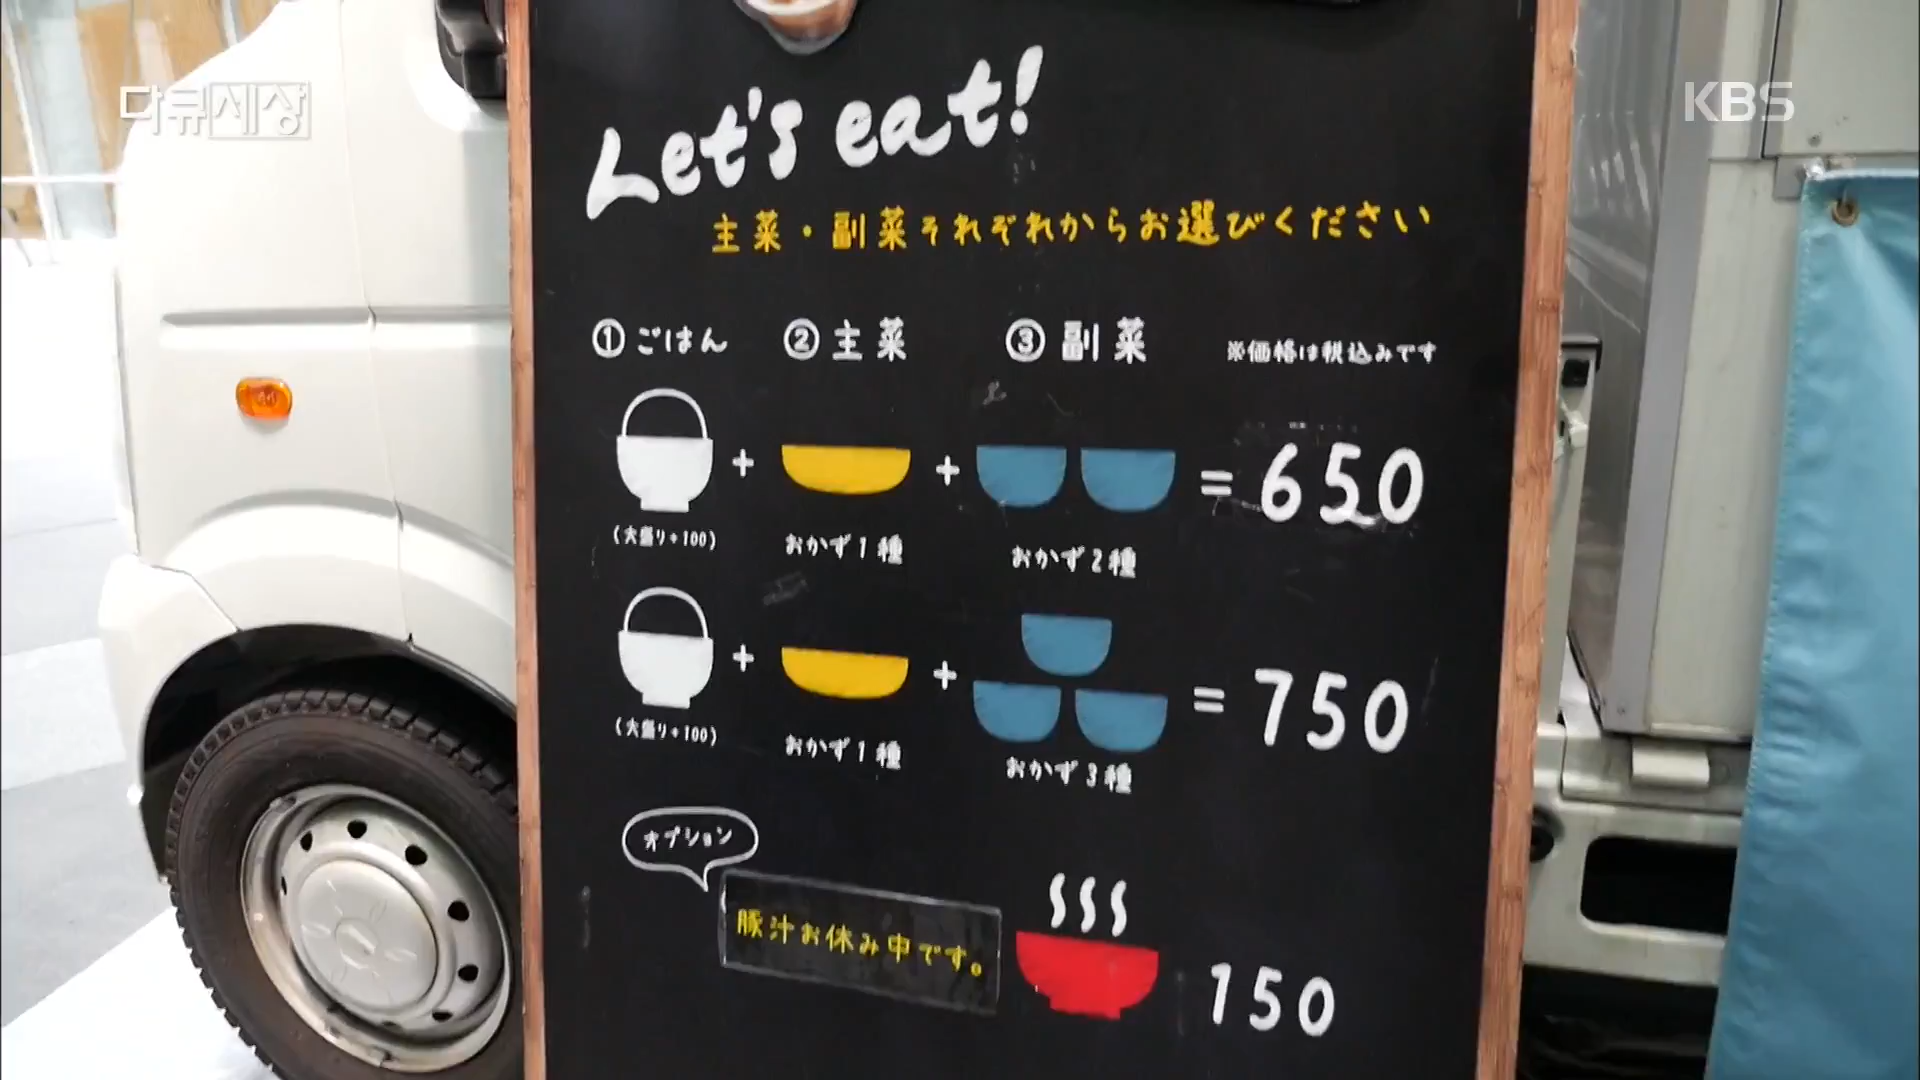 다큐세상
KBS
Let's eat!
主菜・副菜それぞれからお選びください
①ごはん ②主菜 ③副菜 ※価格は税込みです
+ + = 650
(大盛り+100) おかず1種 おかず2種
+ + = 750
(大盛り+100) おかず1種 おかず3種
オプション
豚汁お休み中です。
150